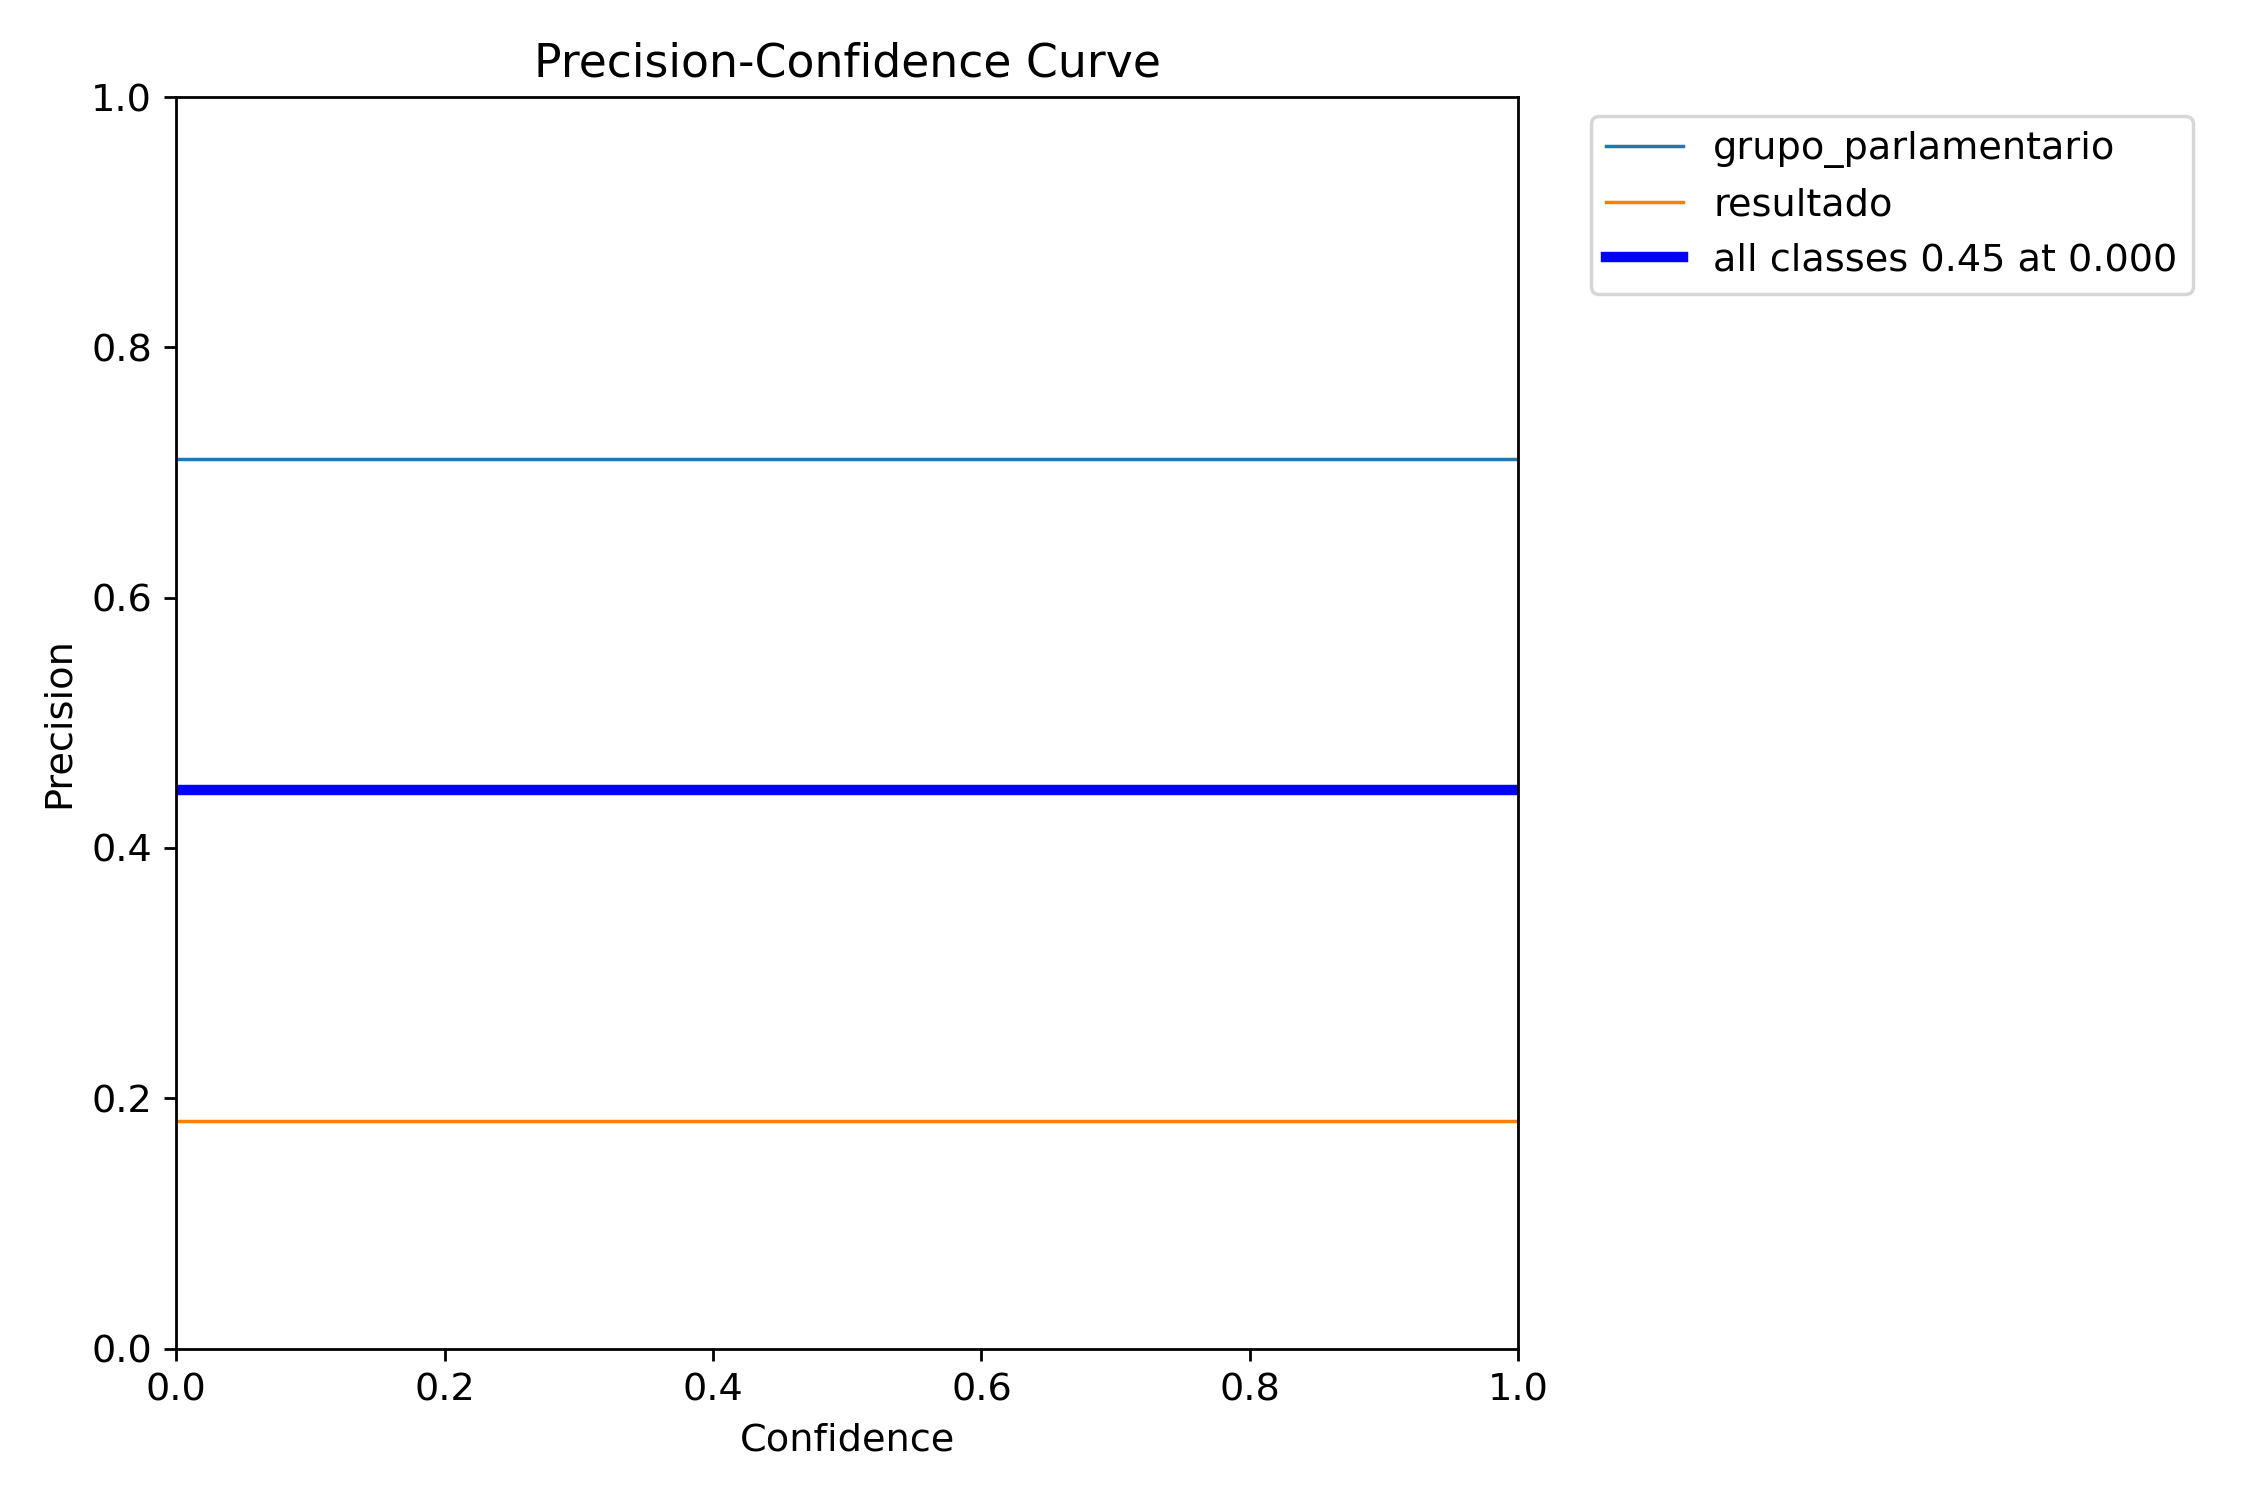 Precision-Confidence Curve
1.0
0.8
0.6
0.4
0.2
0.0
Precision
0.0 0.2 0.4 0.6 0.8 1.0
Confidence
grupo_parlamentario
resultado
all classes 0.45 at 0.000